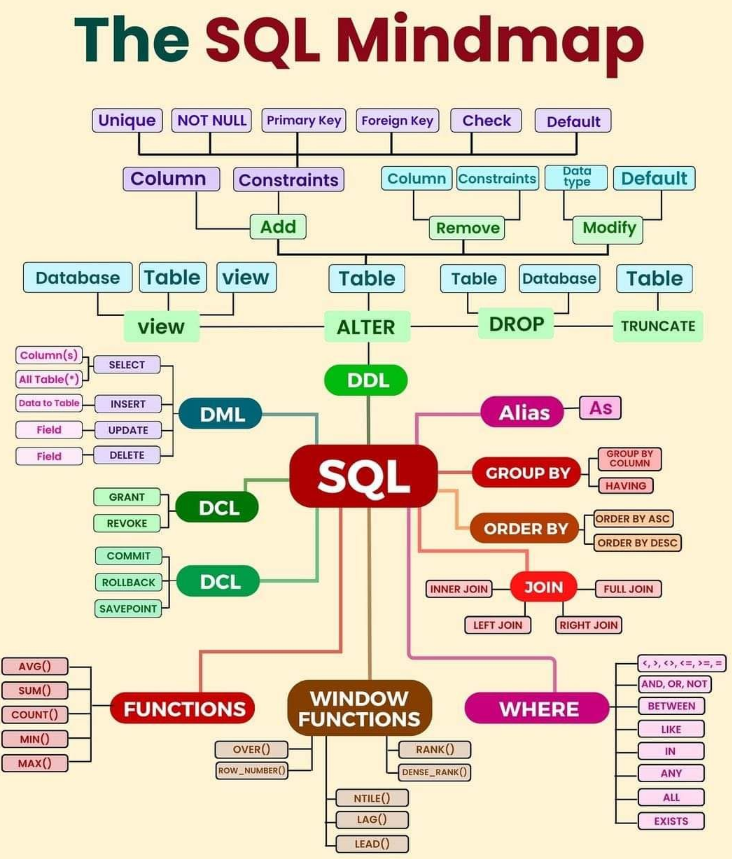 The SQL Mindmap
Unique
NOT NULL
Primary Key
Foreign Key
Check
Default
Column
Constraints
Column
Constraints
Data
type
Default
Add
Remove
Modify
Database
Table
view
Table
Table
Database
Table
view
ALTER
DROP
TRUNCATE
DDL
Column(s)
All Table(*)
SELECT
Data to Table
INSERT
Field
UPDATE
Field
DELETE
DML
Alias
As
SQL
GROUP BY
GROUP BY
COLUMN
HAVING
GRANT
REVOKE
DCL
ORDER BY
ORDER BY ASC
ORDER BY DESC
COMMIT
ROLLBACK
SAVEPOINT
DCL
JOIN
INNER JOIN
FULL JOIN
LEFT JOIN
RIGHT JOIN
AVG()
SUM()
COUNT()
MIN()
MAX()
FUNCTIONS
WINDOW
FUNCTIONS
OVER()
ROW_NUMBER()
RANK()
DENSE_RANK()
NTILE()
LAG()
LEAD()
WHERE
<, >, <>, <=, >=, =
AND, OR, NOT
BETWEEN
LIKE
IN
ANY
ALL
EXISTS